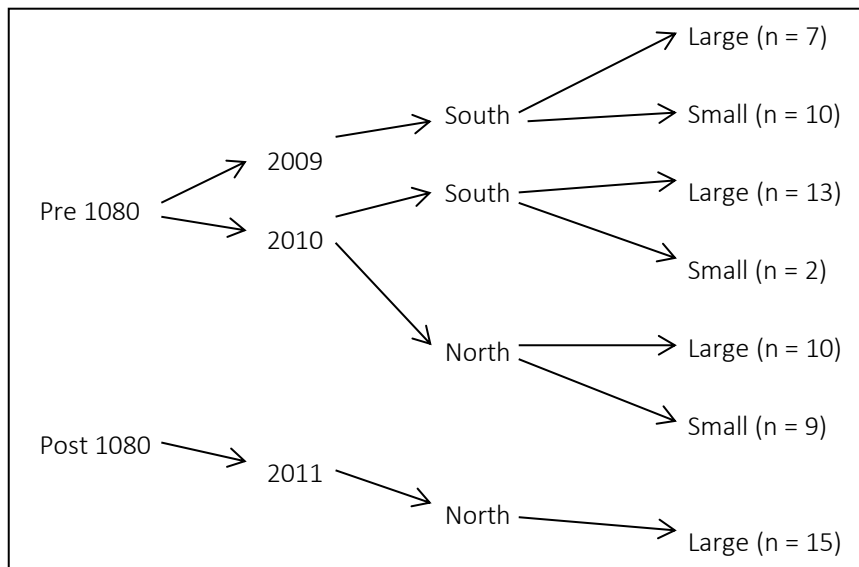 Large (n = 7)
South
Small (n = 10)
2009
South
Large (n = 13)
Pre 1080
2010
Small (n = 2)
North
Large (n = 10)
Small (n = 9)
Post 1080
2011
North
Large (n = 15)